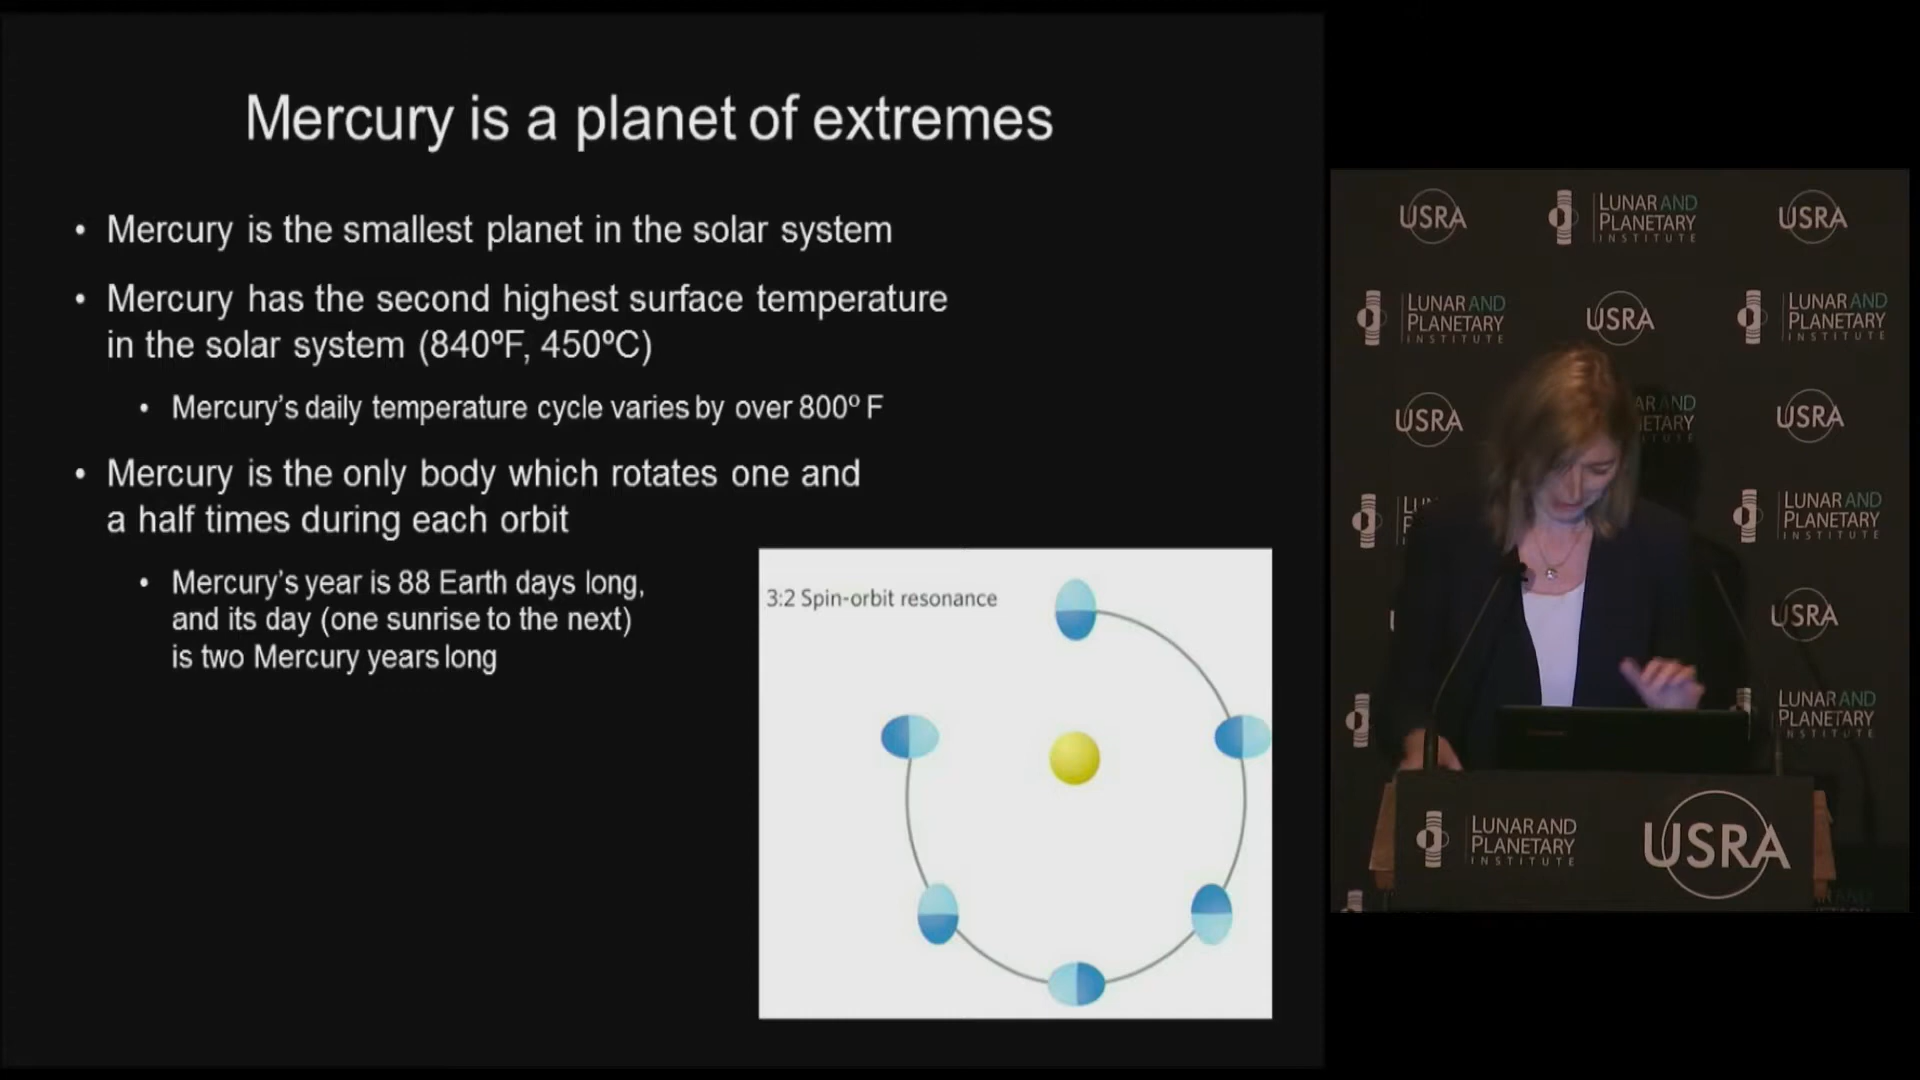 Mercury is a planet of extremes
• Mercury is the smallest planet in the solar system
• Mercury has the second highest surface temperature
in the solar system (840ºF, 450ºC)
• Mercury's daily temperature cycle varies by over 800º F
• Mercury is the only body which rotates one and
a half times during each orbit
• Mercury's year is 88 Earth days long,
and its day (one sunrise to the next)
is two Mercury years long
3:2 Spin-orbit resonance
USRA
LUNAR AND
PLANETARY
INSTITUTE
USRA
LUNAR AND
PLANETARY
INSTITUTE
USRA
LUNAR AND
PLANETARY
INSTITUTE
USRA
USRA
LUNAR AND
PLANETARY
INSTITUTE
USRA
LUNAR AND
PLANETARY
INSTITUTE
LUNAR AND
PLANETARY
INSTITUTE
USRA